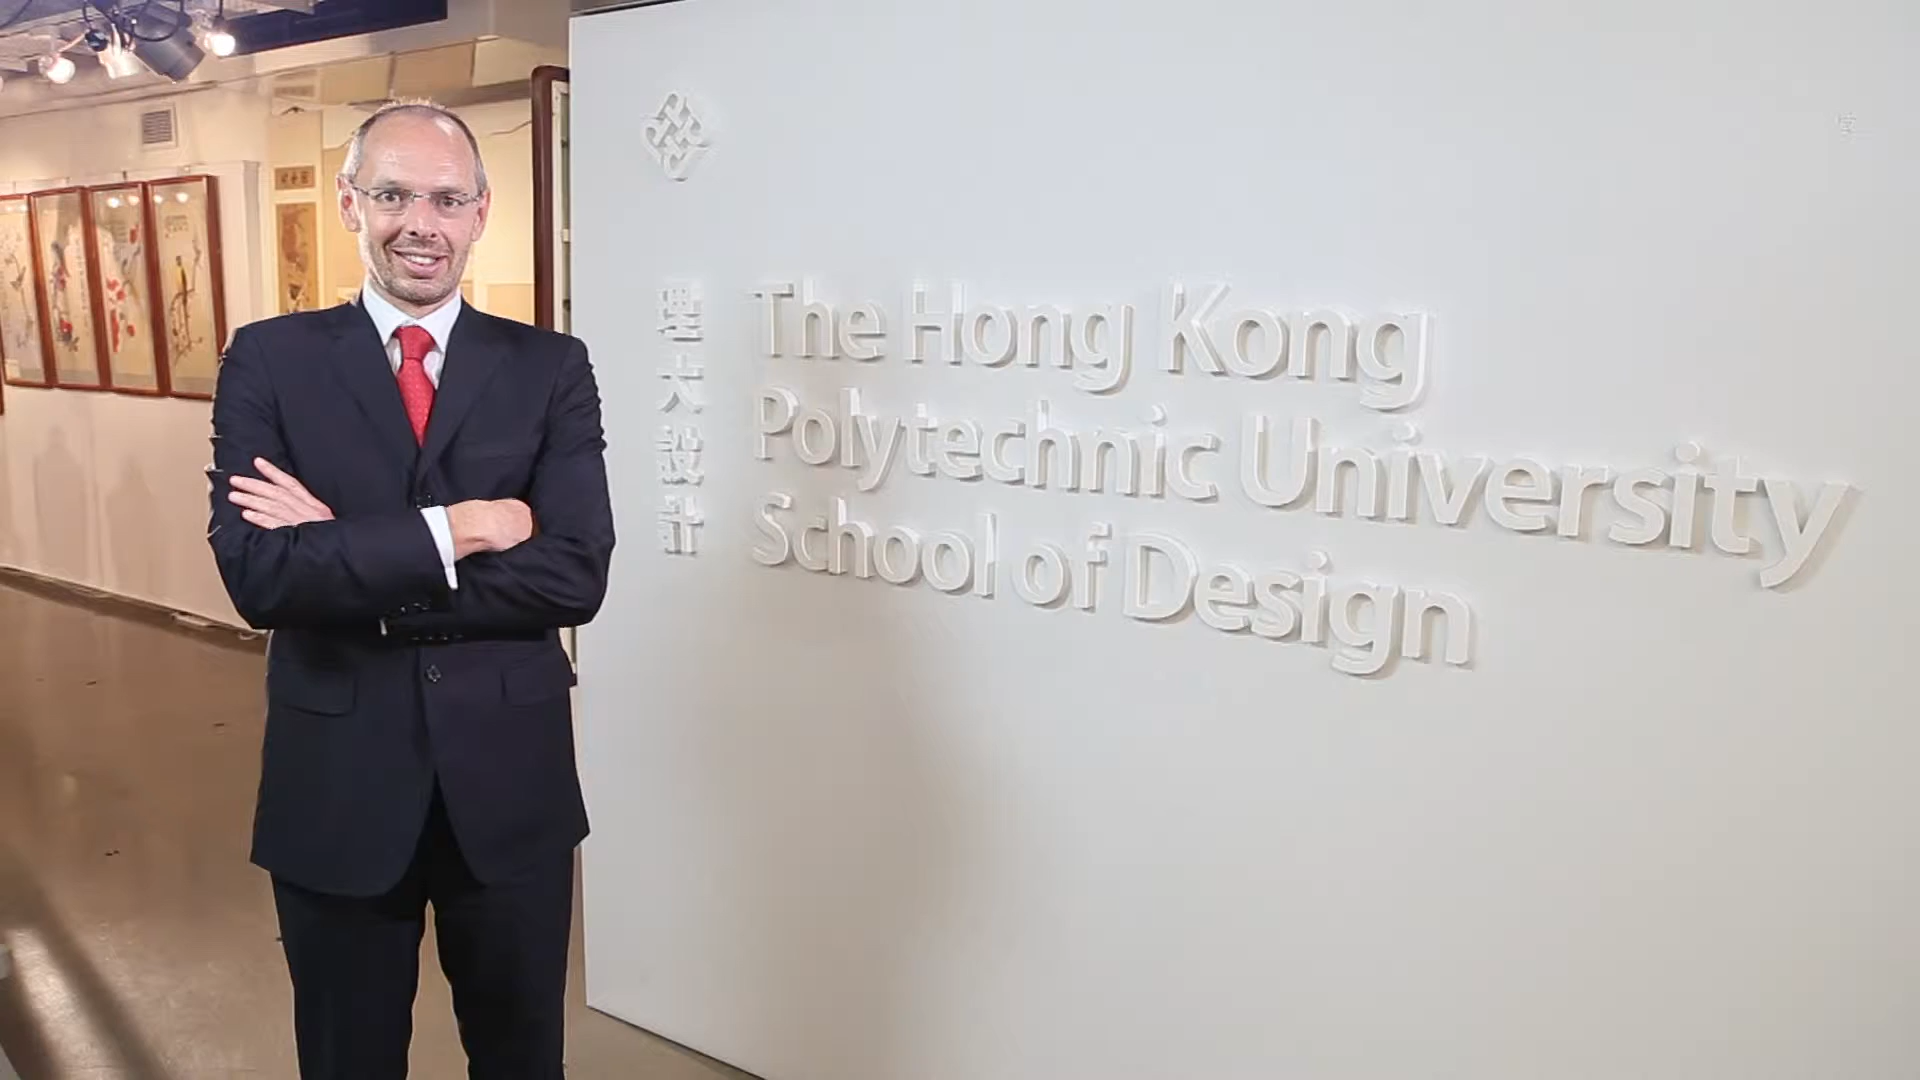 理大設計
The Hong Kong
Polytechnic University
School of Design